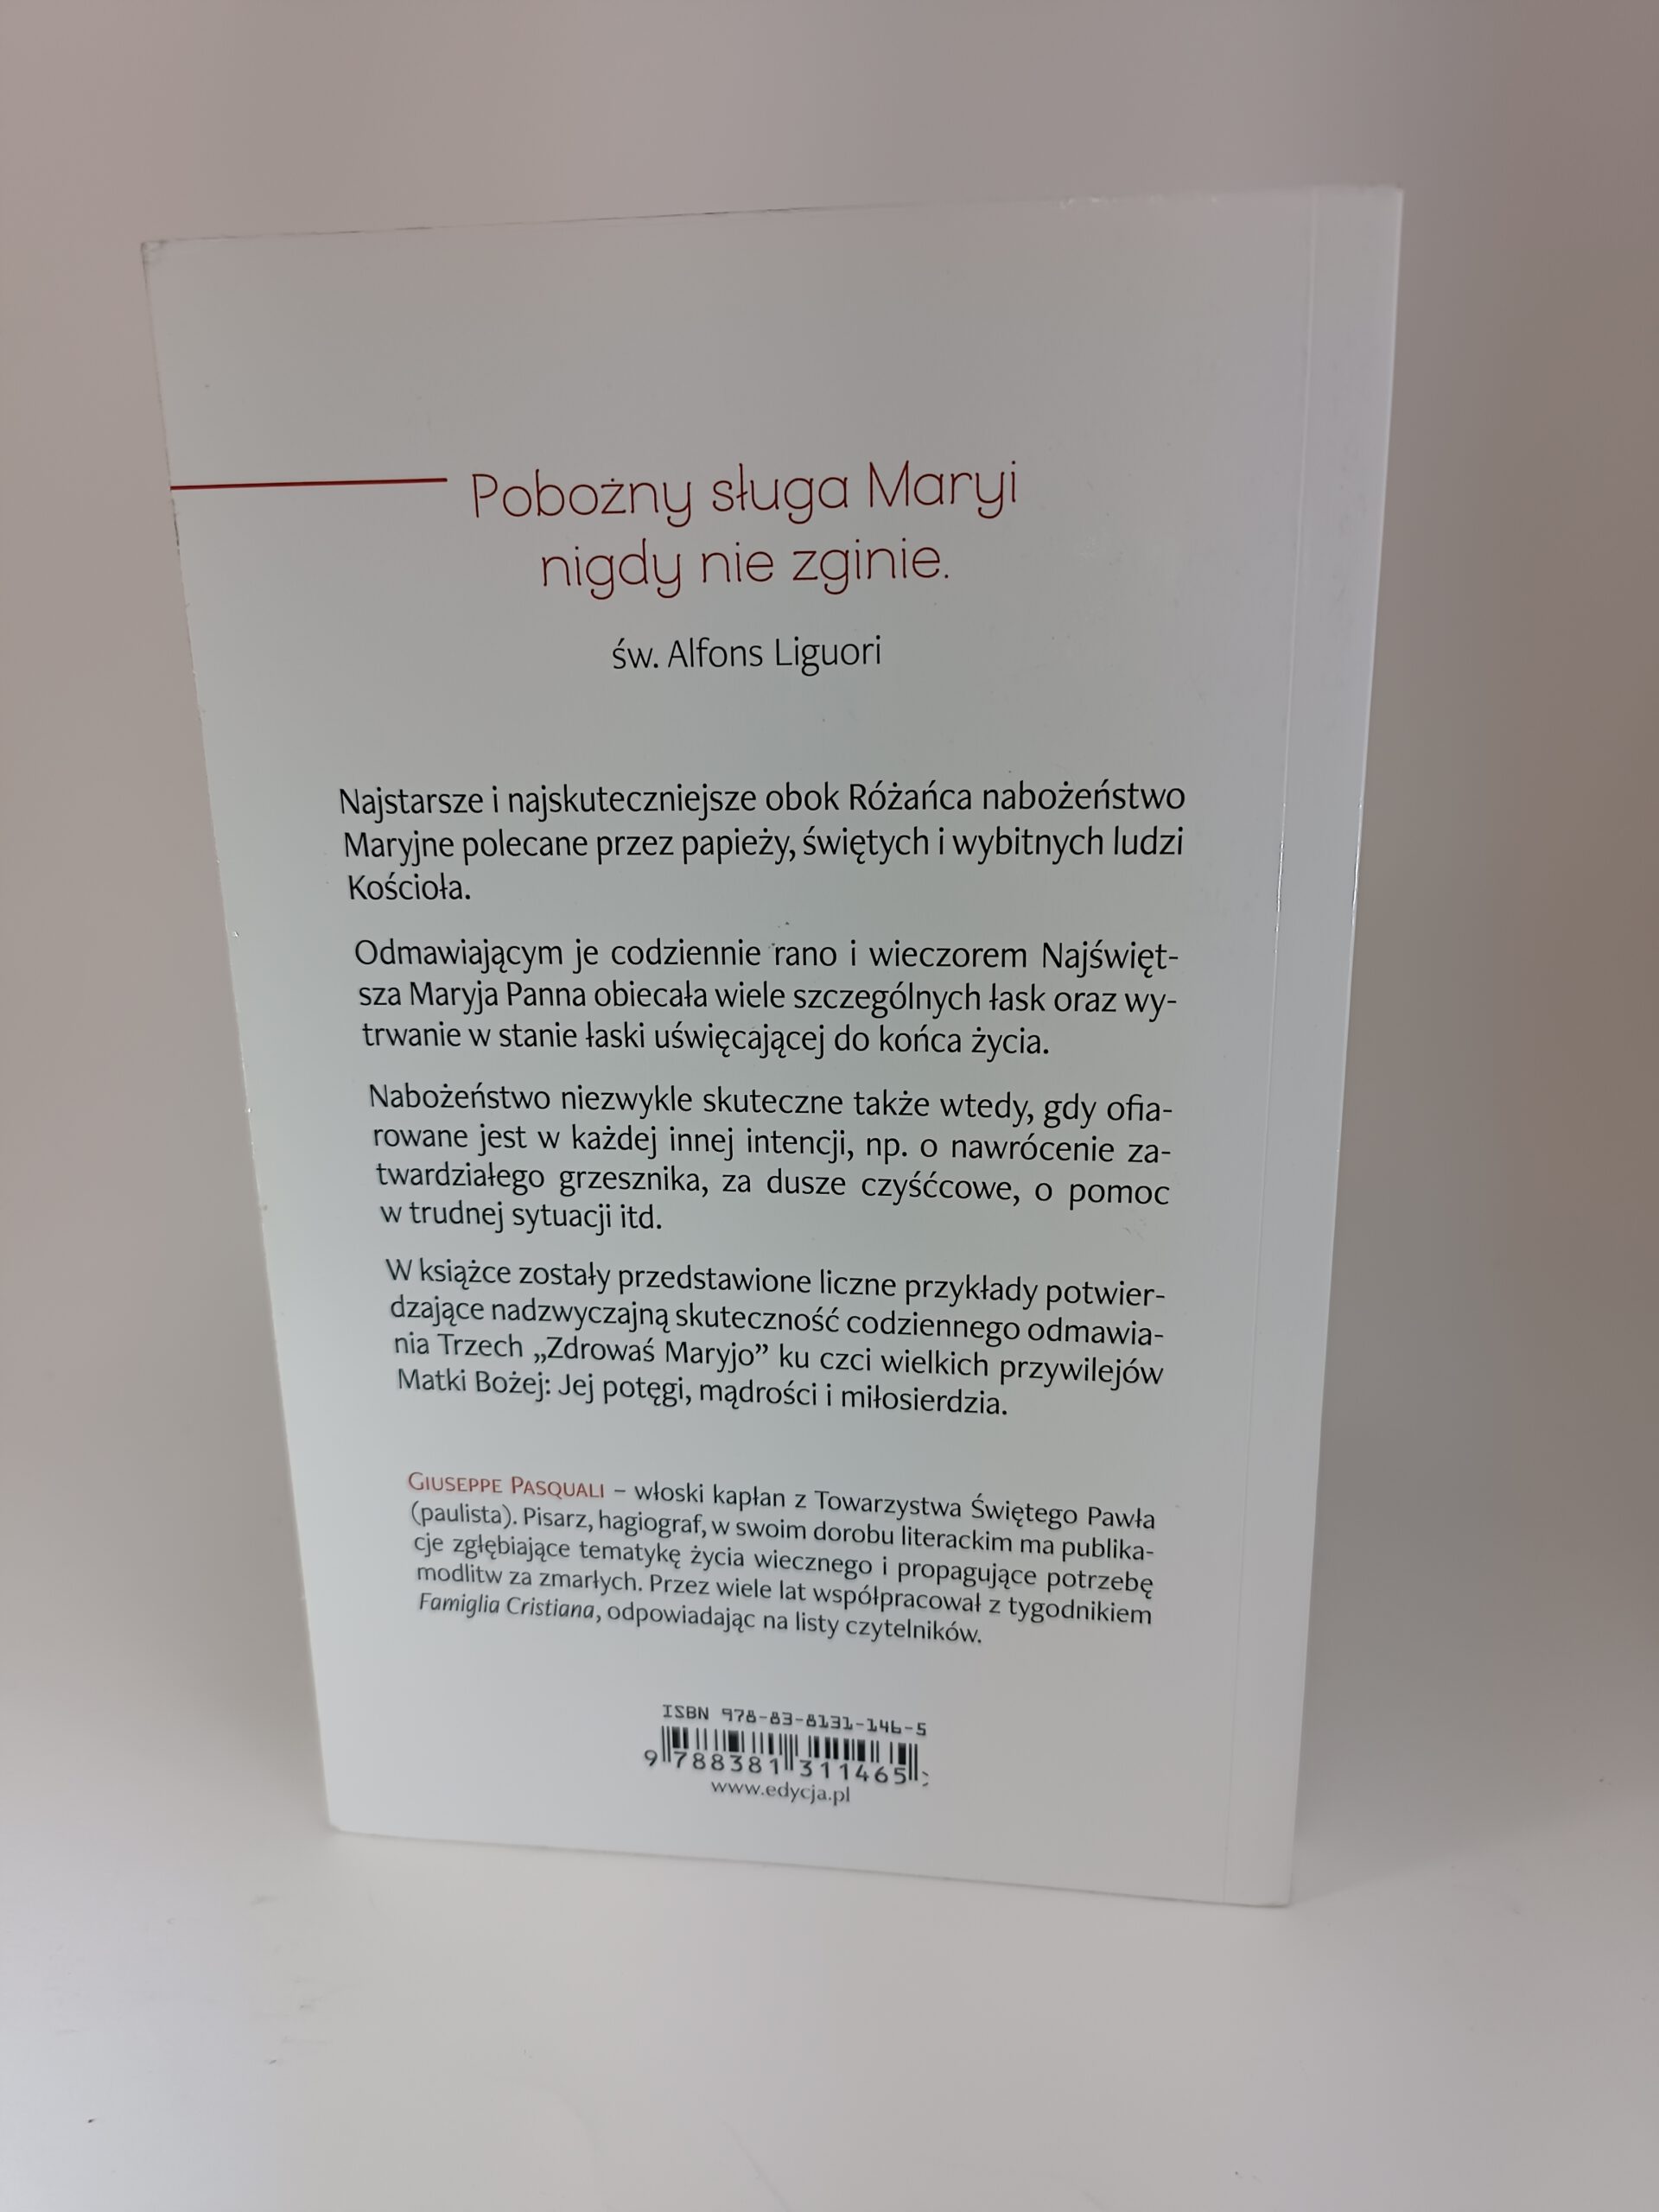 Pobożny sługa Maryi
nigdy nie zginie.
św. Alfons Liguori
Najstarsze i najskuteczniejsze obok Różańca nabożeństwo
Maryjne polecane przez papieży, świętych i wybitnych ludzi
Kościoła.
Odmawiającym je codziennie rano i wieczorem Najświęt-
sza Maryja Panna obiecała wiele szczególnych łask oraz wy-
trwanie w stanie łaski uświęcającej do końca życia.
Nabożeństwo niezwykle skuteczne także wtedy, gdy ofia-
rowane jest w każdej innej intencji, np. o nawrócenie za-
twardziałego grzesznika, za dusze czyśćcowe, o pomoc
w trudnej sytuacji itd.
W książce zostały przedstawione liczne przykłady potwier-
dzające nadzwyczajną skuteczność codziennego odmawia-
nia Trzech „Zdrowaś Maryjo” ku czci wielkich przywilejów
Matki Bożej: Jej potęgi, mądrości i miłosierdzia.
GIUSEPPE PASQUALI – włoski kapłan z Towarzystwa Świętego Pawła
(paulista). Pisarz, hagiograf, w swoim dorobu literackim ma publika-
cje zgłębiające tematykę życia wiecznego i propagujące potrzebę
modlitw za zmarłych. Przez wiele lat współpracował z tygodnikiem
Famiglia Cristiana, odpowiadając na listy czytelników.
ISBN 978-83-8131-146-5
9 788381 311465 >
www.edycja.pl